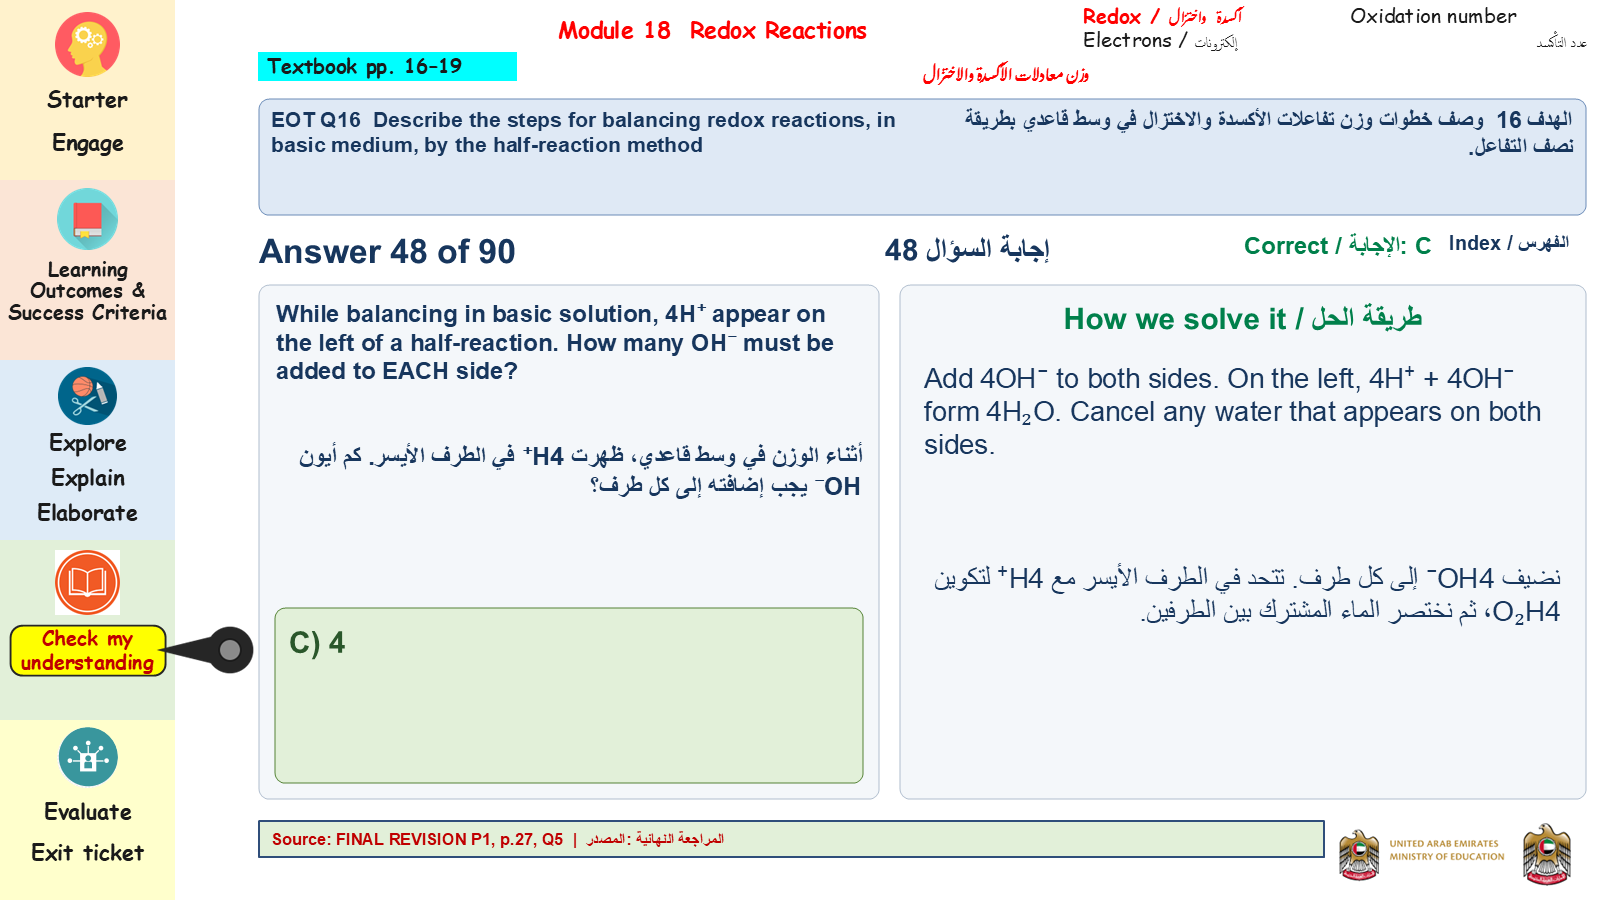 Starter
Engage
Learning
Outcomes &
Success Criteria
Explore
Explain
Elaborate
Check my
understanding
Evaluate
Exit ticket
Module 18  Redox Reactions
Redox / أكسدة واختزال
Electrons / إلكترونات
Oxidation number
عدد التأكسد
Textbook pp. 16–19
وزن معادلات الأكسدة والاختزال
EOT Q16  Describe the steps for balancing redox reactions, in
basic medium, by the half-reaction method
الهدف 16  وصف خطوات وزن تفاعلات الأكسدة والاختزال في وسط قاعدي بطريقة
نصف التفاعل.
Answer 48 of 90
إجابة السؤال 48
Correct / الإجابة: C
Index / الفهرس
While balancing in basic solution, 4H⁺ appear on
the left of a half-reaction. How many OH⁻ must be
added to EACH side?
أثناء الوزن في وسط قاعدي، ظهرت 4H⁺ في الطرف الأيسر. كم أيون
OH⁻ يجب إضافته إلى كل طرف؟
C) 4
How we solve it / طريقة الحل
Add 4OH⁻ to both sides. On the left, 4H⁺ + 4OH⁻
form 4H₂O. Cancel any water that appears on both
sides.
نضيف 4OH⁻ إلى كل طرف. تتحد في الطرف الأيسر مع 4H⁺ لتكوين
4H₂O، ثم نختصر الماء المشترك بين الطرفين.
Source: FINAL REVISION P1, p.27, Q5  |  المصدر: المراجعة النهائية
UNITED ARAB EMIRATES
MINISTRY OF EDUCATION